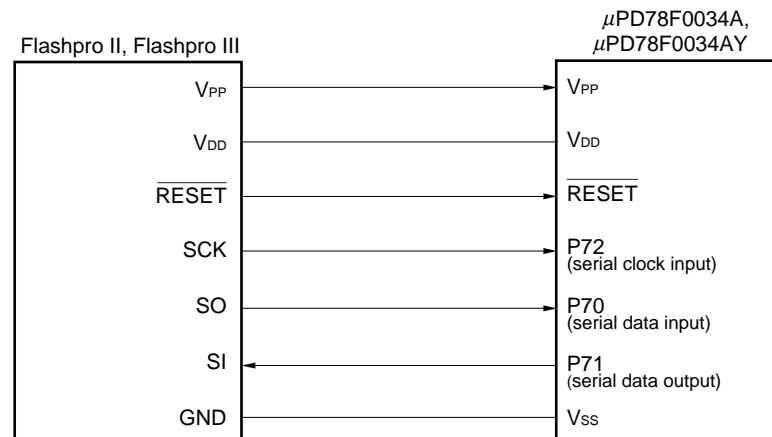 μPD78F0034A,
μPD78F0034AY
Flashpro II, Flashpro III
VPP
VPP
VDD
VDD
RESET
RESET
SCK
P72
(serial clock input)
SO
P70
(serial data input)
SI
P71
(serial data output)
GND
VSS